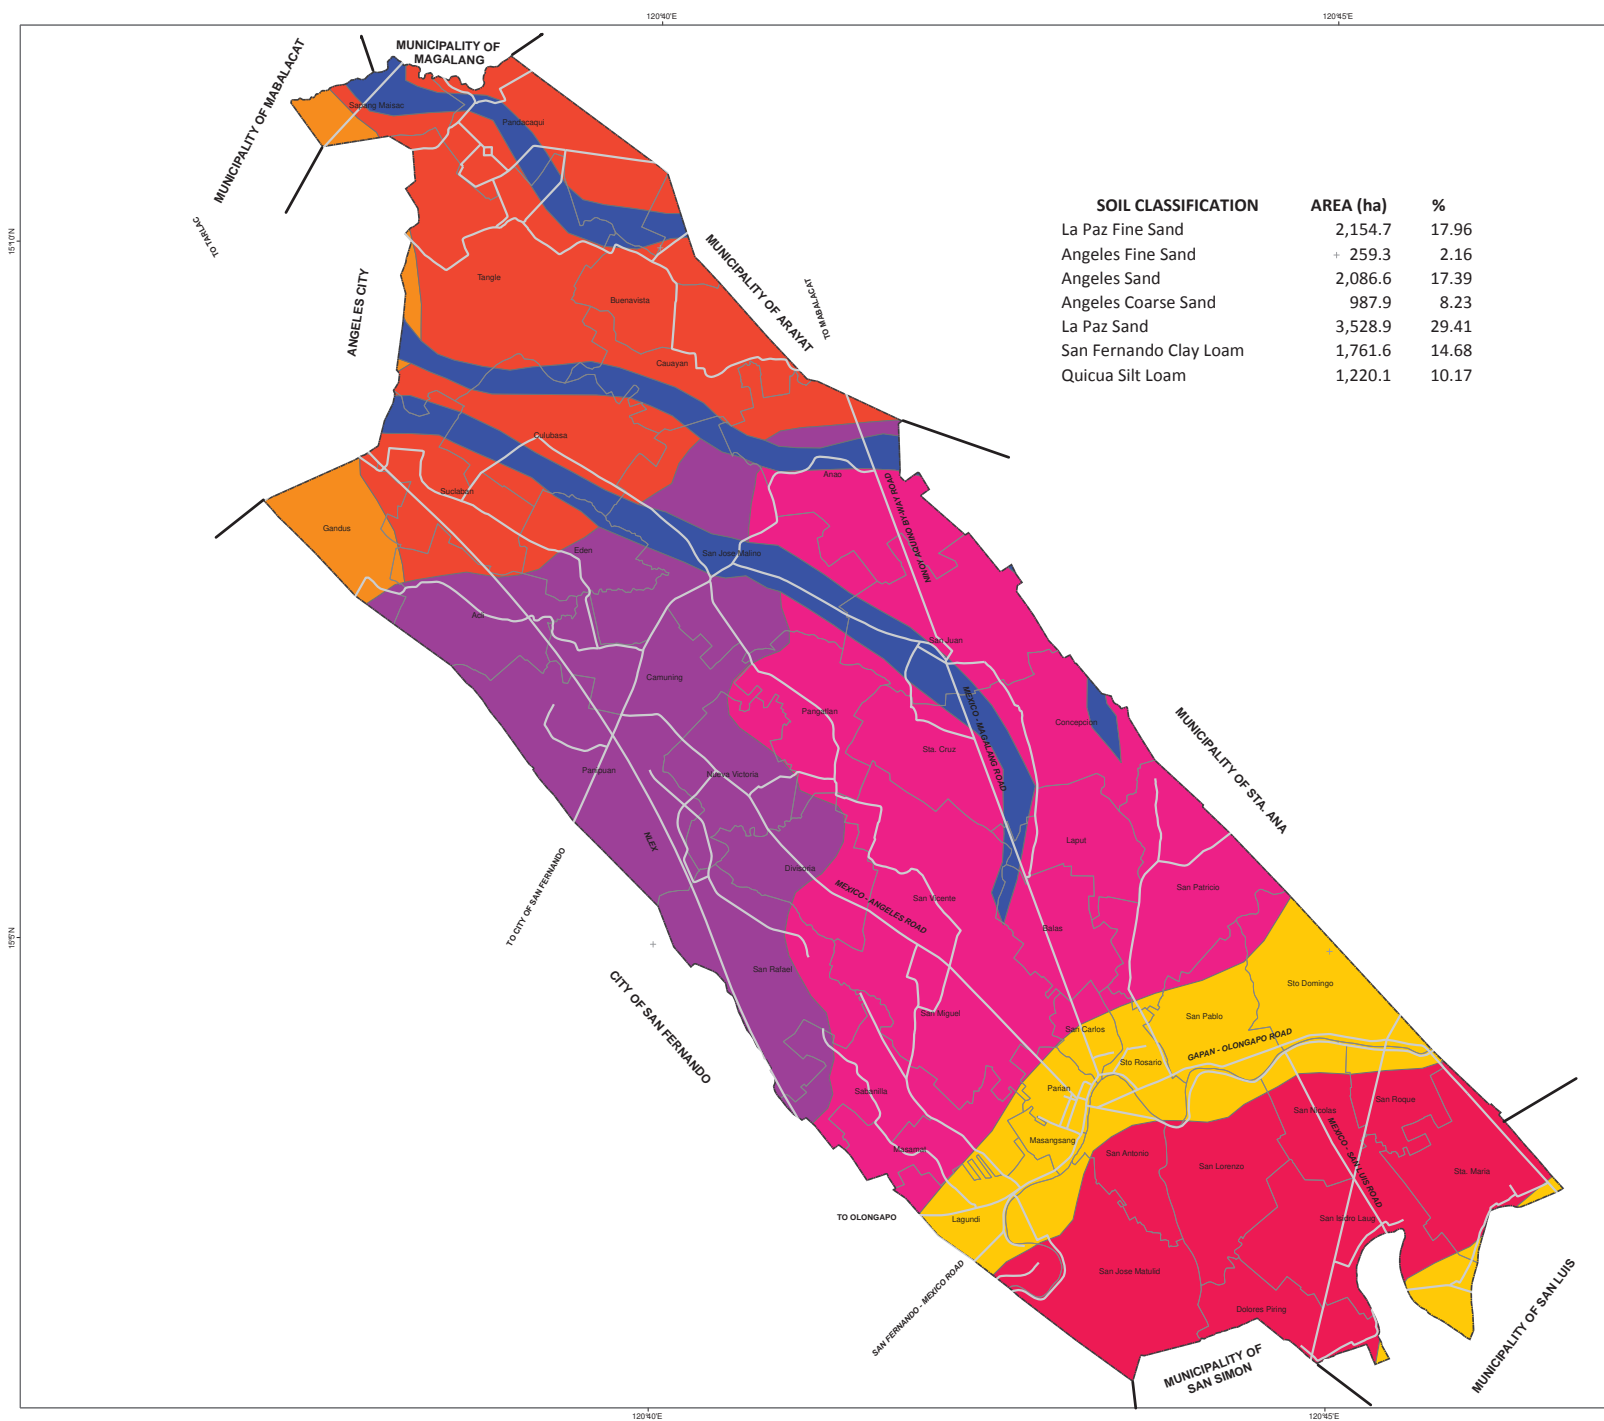 120°40'E
120°45'E
MUNICIPALITY OF
MAGALANG
MUNICIPALITY OF MABALACAT
Sapang Maisac
Pandacaqui
TO TARLAC
15°10'N
ANGELES CITY
Tangle
Buenavista
Cauayan
MUNICIPALITY OF ARAYAT
TO MABALACAT
SOIL CLASSIFICATION AREA (ha) %
La Paz Fine Sand 2,154.7 17.96
Angeles Fine Sand 259.3 2.16
Angeles Sand 2,086.6 17.39
Angeles Coarse Sand 987.9 8.23
La Paz Sand 3,528.9 29.41
San Fernando Clay Loam 1,761.6 14.68
Quicua Silt Loam 1,220.1 10.17
Culubasa
Suclaban
Gandus
Eden
San Jose Malino
Anao
NINOY AQUINO BY-WAY ROAD
Acli
Camuning
San Juan
Pangatlan
Sta. Cruz
MEXICO - MAGALANG ROAD
Concepcion
MUNICIPALITY OF STA. ANA
Panipuan
Nueva Victoria
NLEX
Divisoria
MEXICO - ANGELES ROAD
San Vicente
Laput
San Patricio
Balas
TO CITY OF SAN FERNANDO
15°5'N
CITY OF SAN FERNANDO
San Rafael
San Miguel
San Carlos
San Pablo
Sto Domingo
GAPAN - OLONGAPO ROAD
Sto Rosario
Parian
Sabanilla
Masangsang
Masamat
San Antonio
San Lorenzo
San Nicolas
San Roque
MEXICO - SAN LUIS ROAD
Sta. Maria
San Isidro Laug
TO OLONGAPO
Lagundi
San Jose Matulid
Dolores Piring
SAN FERNANDO - MEXICO ROAD
MUNICIPALITY OF
SAN SIMON
MUNICIPALITY OF SAN LUIS
120°40'E
120°45'E